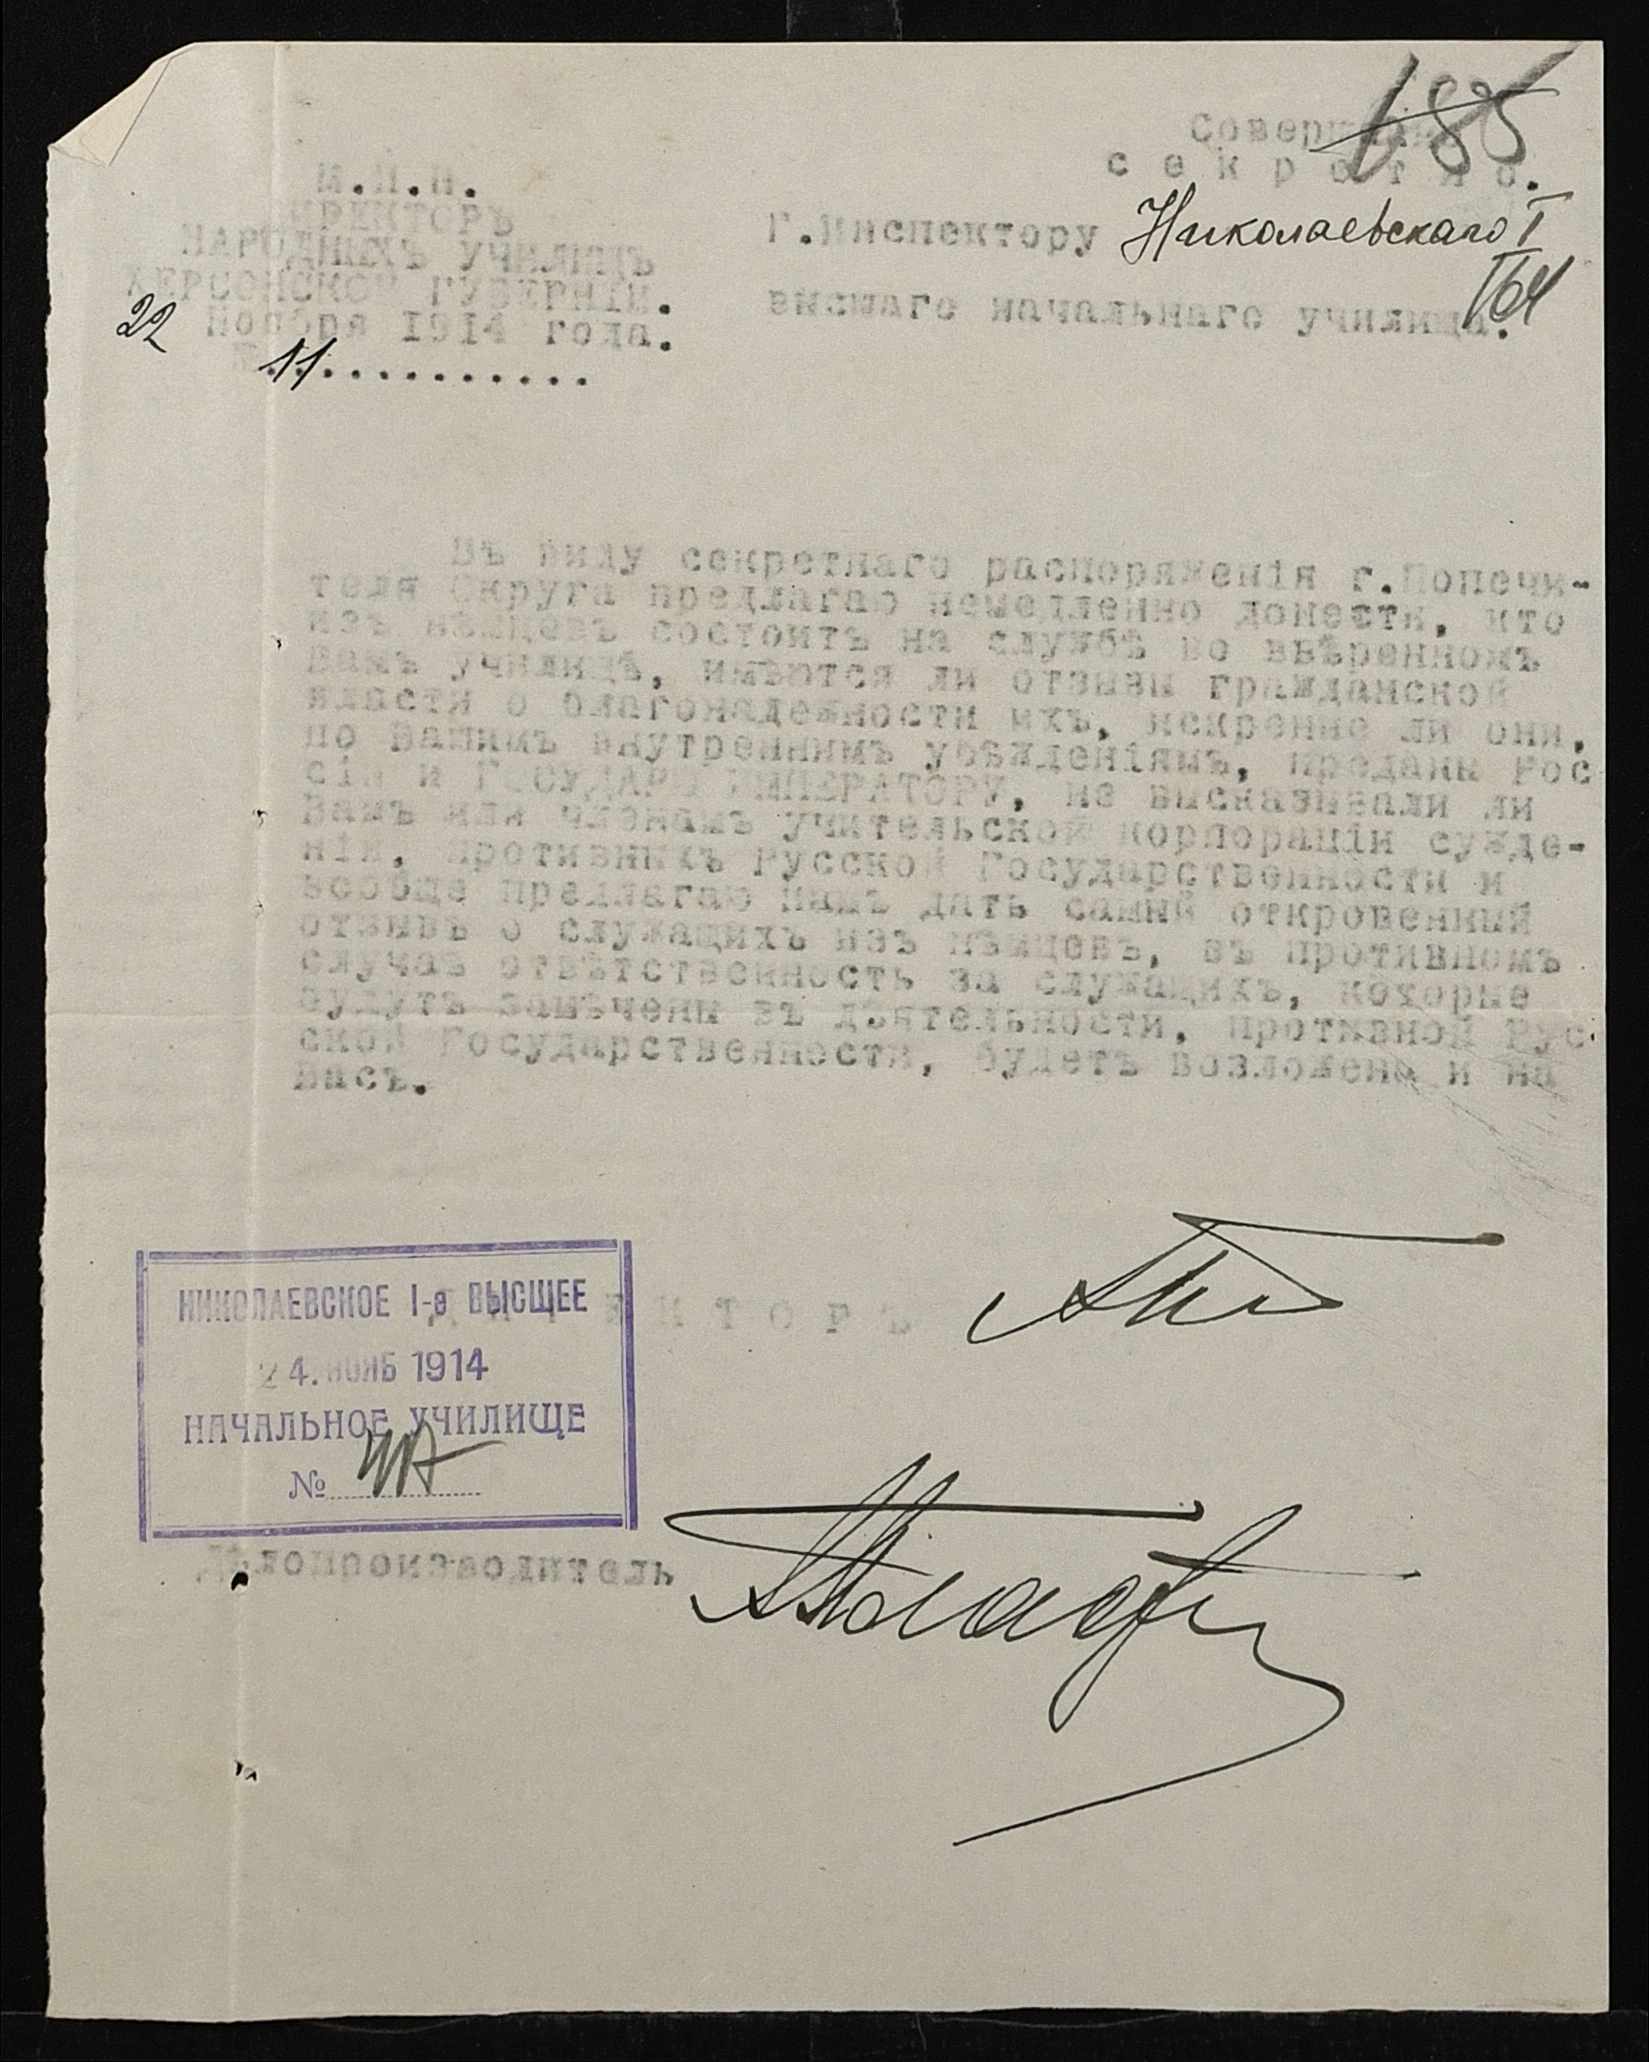 185
Совершенно
секретно.
М.Н.П.
ДИРЕКТОРЪ
НАРОДНЫХЪ УЧИЛИЩЪ
ХЕРСОНСКОЙ ГУБЕРНІИ.
22 Ноября 1914 года.
№ 11...........
Г.Инспектору Николаевскаго I
164
высшаго начальнаго училища.
Въ виду секретнаго распоряженія г.Попечи-
теля Округа предлагаю немедленно донести, кто
изъ нѣмцевъ состоитъ на службѣ во ввѣренномъ
Вамъ училищѣ, имѣются ли отзывы гражданской
власти о благонадежности ихъ, искренне ли они,
по Вашимъ внутреннимъ убѣжденіямъ, преданы Рос
сіи и ГОСУДАРЮ ИМПЕРАТОРУ, не высказывали ли
Вамъ или членамъ учительской корпораціи сужде-
ній, противныхъ Русской Государственности и
вообще предлагаю Вамъ дать самый откровенный
отзывъ о служащихъ изъ нѣмцевъ, въ противномъ
случаѣ отвѣтственность за служащихъ, которые
будутъ замѣчены въ дѣятельности, противной Рус
ской Государственности, будетъ возложена и на
Васъ.
ДИРЕКТОРЪ
НИКОЛАЕВСКОЕ I-е ВЫСШЕЕ
24. НОЯБ 1914
НАЧАЛЬНОЕ УЧИЛИЩЕ
№
Дѣлопроизводитель